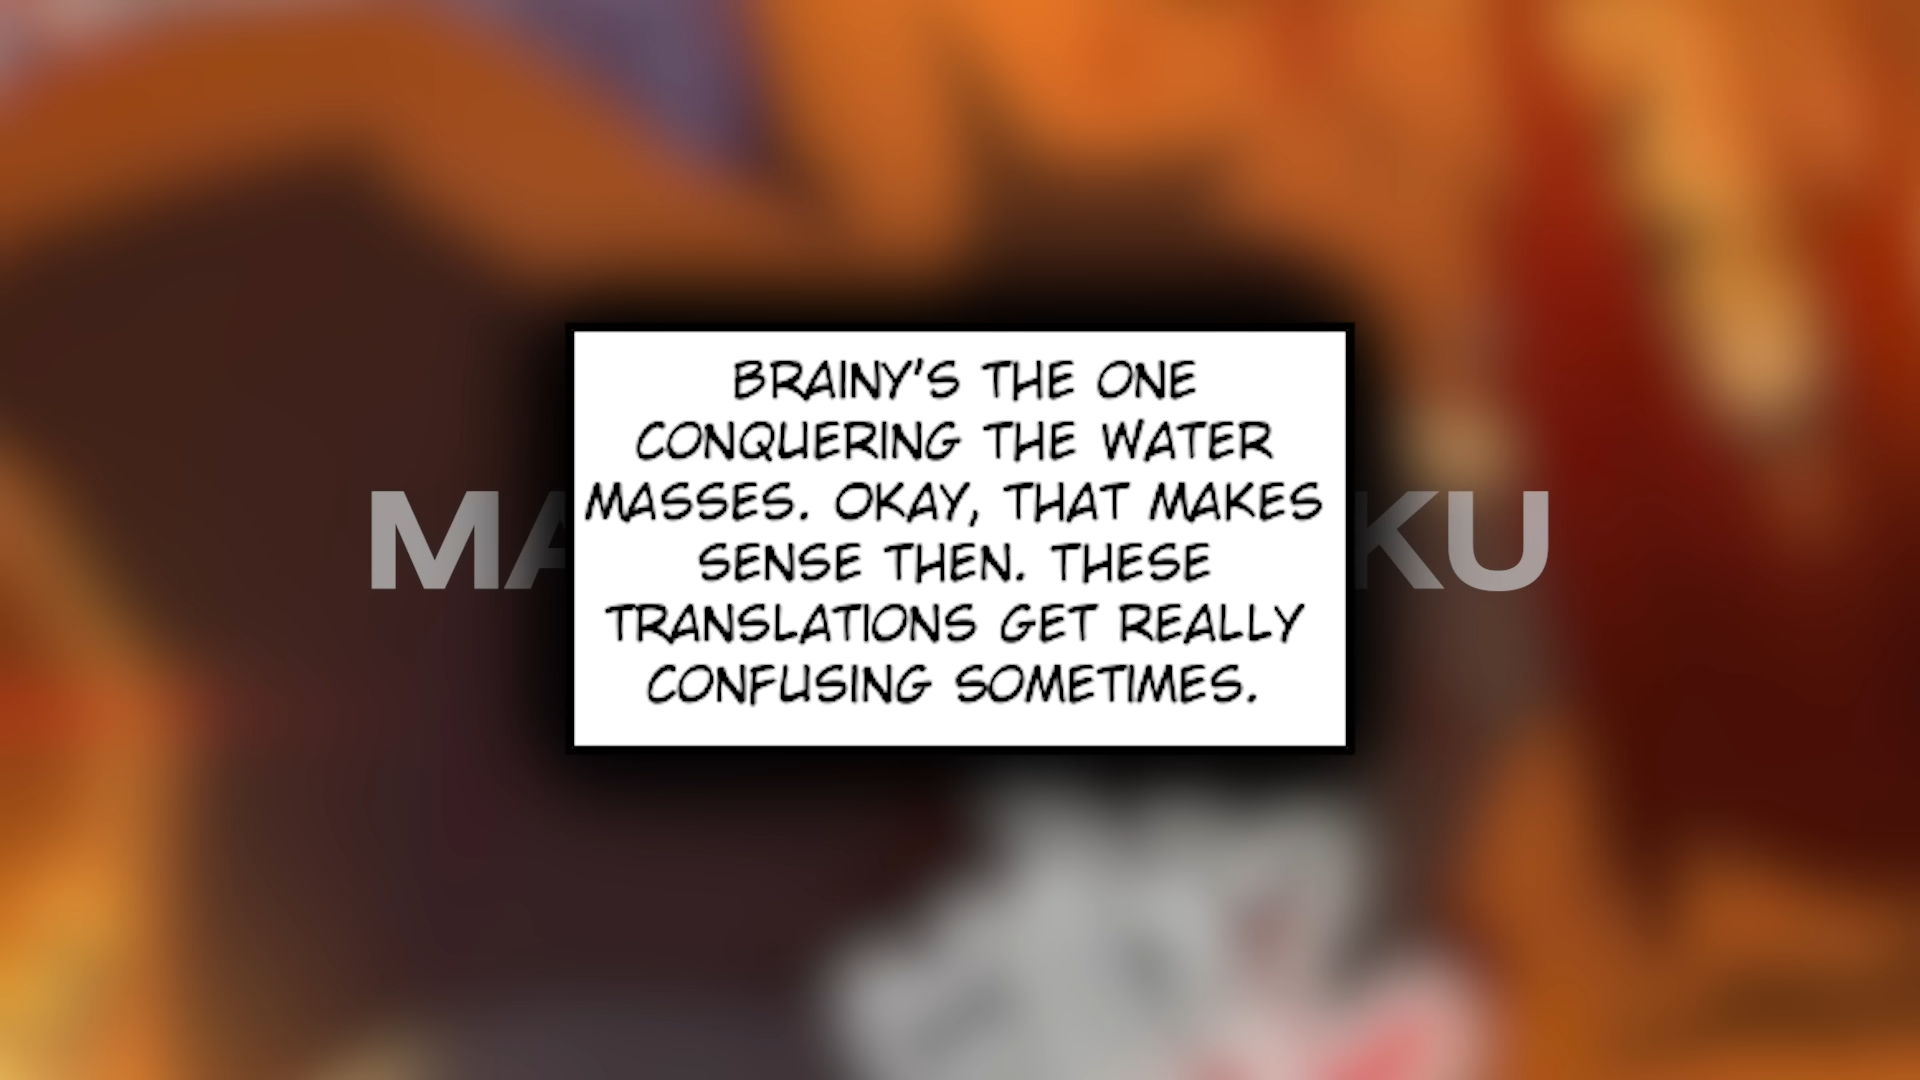 BRAINY'S THE ONE
CONQUERING THE WATER
MASSES. OKAY, THAT MAKES
SENSE THEN. THESE
TRANSLATIONS GET REALLY
CONFUSING SOMETIMES.